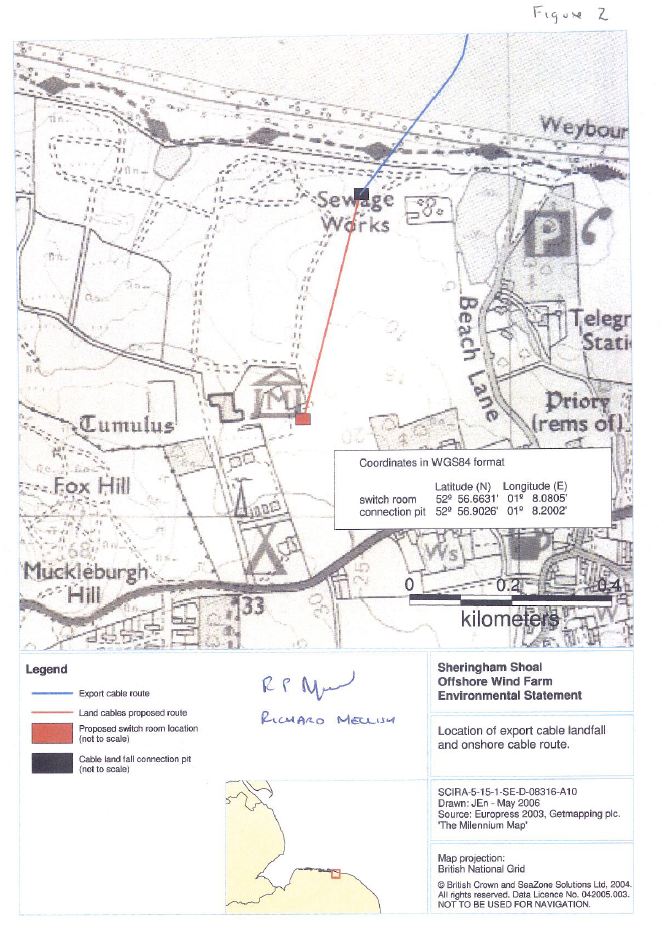 Figure 2
Weybour
Sewage
Works
P
Beach Lane
Telegr
Stati
Tumulus
M
Priory
(rems of)
Coordinates in WGS84 format
Latitude (N) Longitude (E)
switch room 52º 56.6631' 01º 8.0805'
connection pit 52º 56.9026' 01º 8.2002'
Fox Hill
68
Muckleburgh
Hill
133
25
30
Ws
W
0 0.2 0.4
kilometers
Legend
Export cable route
Land cables proposed route
Proposed switch room location
(not to scale)
Cable land fall connection pit
(not to scale)
R P M
RICHARD MELLISH
Sheringham Shoal
Offshore Wind Farm
Environmental Statement
Location of export cable landfall
and onshore cable route.
SCIRA-5-15-1-SE-D-08316-A10
Drawn: JEn - May 2006
Source: Europress 2003, Getmapping plc.
'The Milennium Map'
Map projection:
British National Grid
© British Crown and SeaZone Solutions Ltd, 2004.
All rights reserved. Data Licence No. 042005.003.
NOT TO BE USED FOR NAVIGATION.